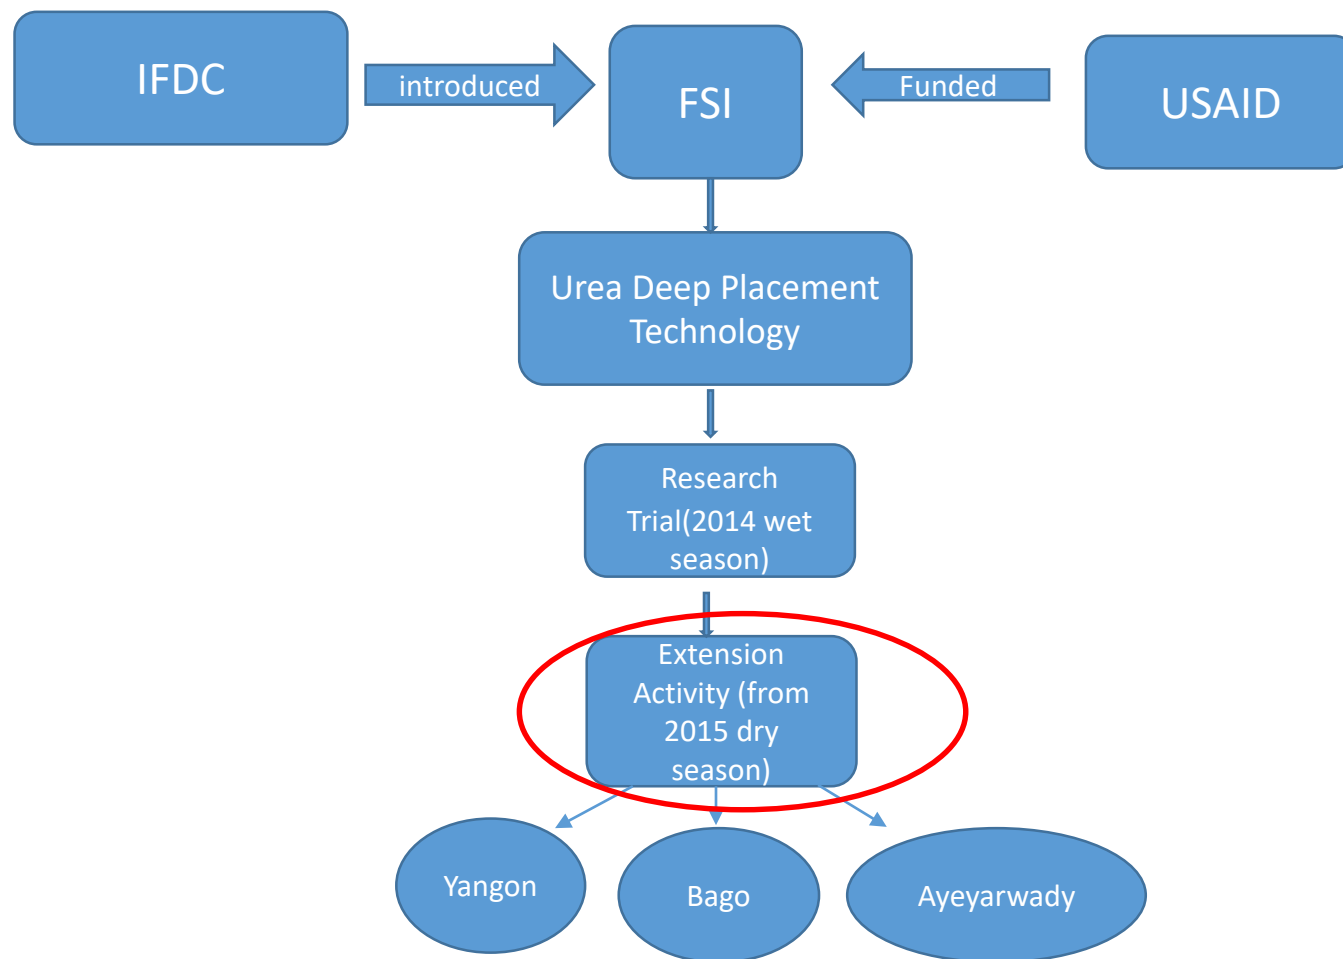 IFDC
introduced
FSI
Funded
USAID
Urea Deep Placement
Technology
Research
Trial(2014 wet
season)
Extension
Activity (from
2015 dry
season)
Yangon
Bago
Ayeyarwady